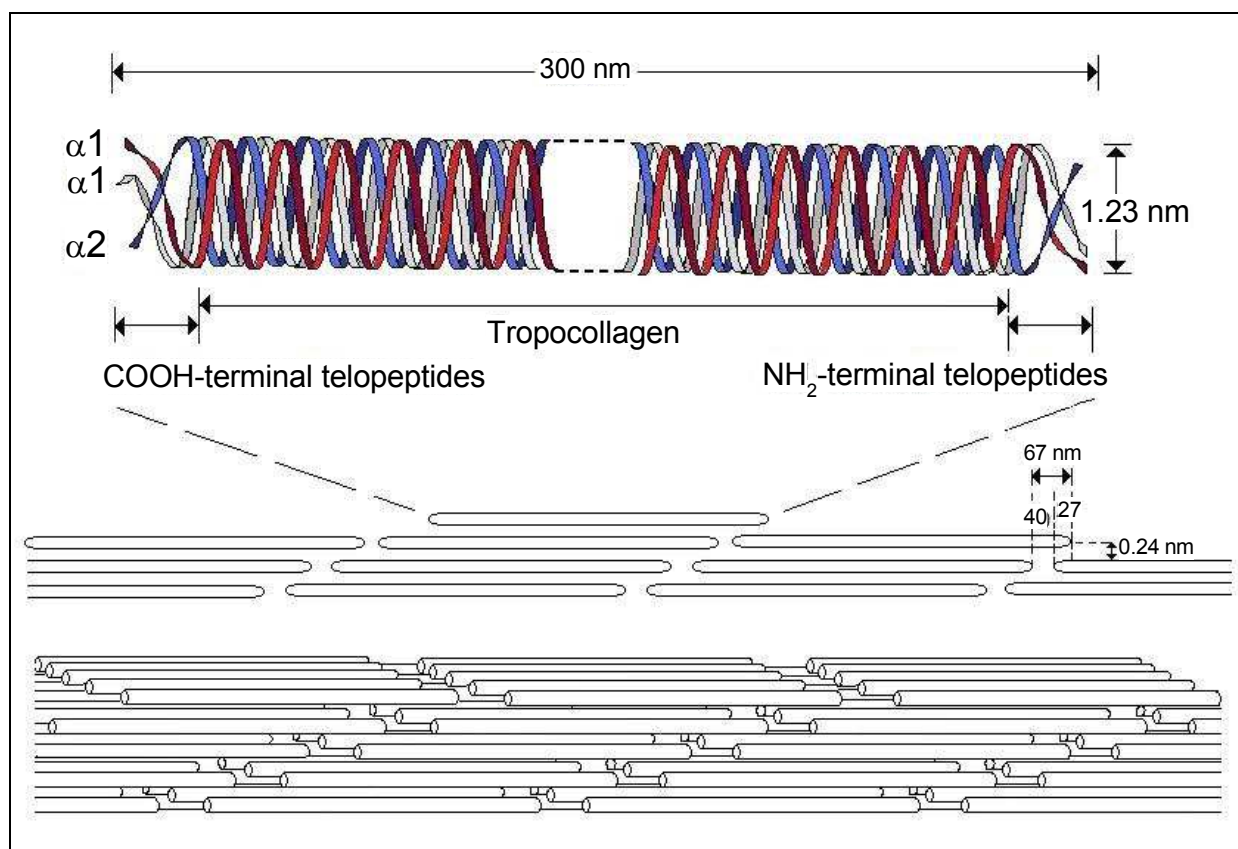 300 nm
α1
α1
α2
1.23 nm
Tropocollagen
COOH-terminal telopeptides
NH₂-terminal telopeptides
67 nm
40 27
0.24 nm